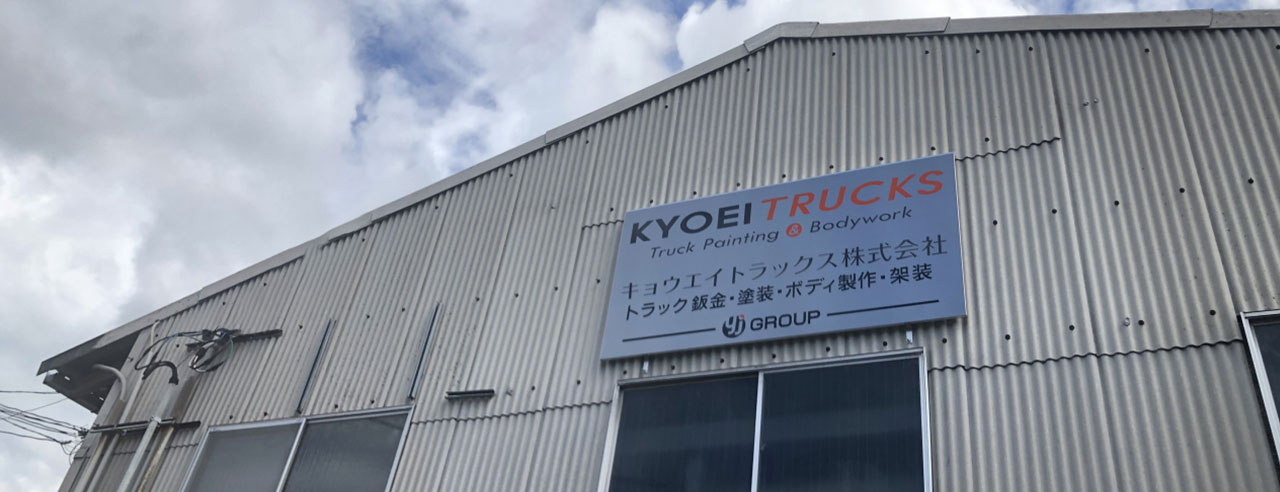 KYOEI TRUCKS
Truck Painting & Bodywork
キョウエイトラックス株式会社
トラック鈑金・塗装・ボディ製作・架装
yj GROUP